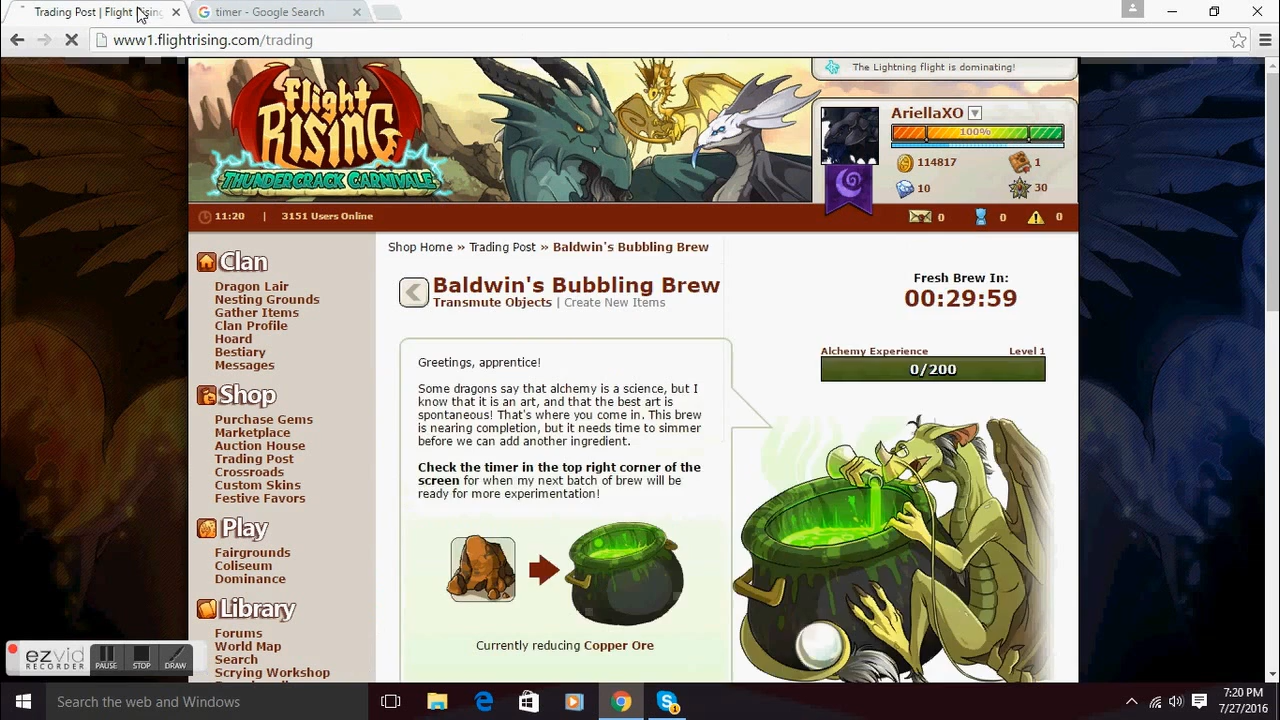 Trading Post | Flight Rising
timer - Google Search
www1.flightrising.com/trading
The Lightning flight is dominating!
Flight
RISING
THUNDERCRACK CARNIVALE
AriellaXO
100%
114817
1
10
30
11:20 | 3151 Users Online
0
0
0
Clan
Dragon Lair
Nesting Grounds
Gather Items
Clan Profile
Hoard
Bestiary
Messages
Shop
Purchase Gems
Marketplace
Auction House
Trading Post
Crossroads
Custom Skins
Festive Favors
Play
Fairgrounds
Coliseum
Dominance
Library
Forums
World Map
Search
Scrying Workshop
Shop Home » Trading Post » Baldwin's Bubbling Brew
Baldwin's Bubbling Brew
Transmute Objects | Create New Items
Fresh Brew In:
00:29:59
Alchemy Experience Level 1
0/200
Greetings, apprentice!
Some dragons say that alchemy is a science, but I
know that it is an art, and that the best art is
spontaneous! That's where you come in. This brew
is nearing completion, but it needs time to simmer
before we can add another ingredient.
Check the timer in the top right corner of the
screen for when my next batch of brew will be
ready for more experimentation!
Currently reducing Copper Ore
ezvid
RECORDER
PAUSE
STOP
DRAW
Search the web and Windows
1
7:20 PM
7/27/2016